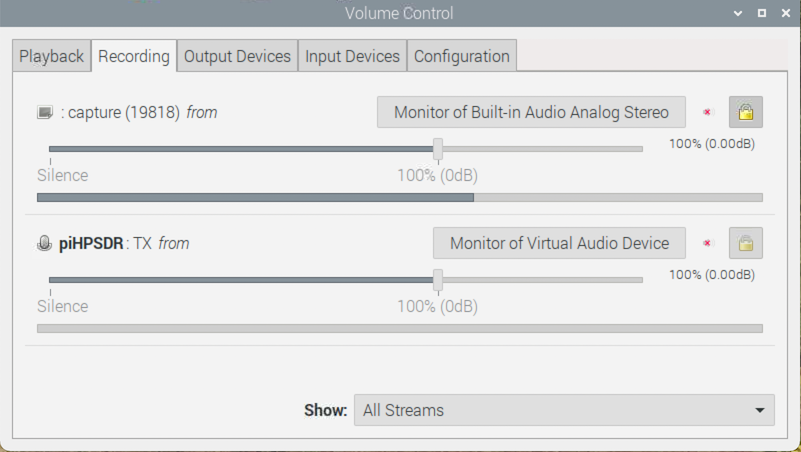 Volume Control
Playback Recording Output Devices Input Devices Configuration
: capture (19818) from Monitor of Built-in Audio Analog Stereo
100% (0.00dB)
Silence 100% (0dB)
piHPSDR : TX from Monitor of Virtual Audio Device
100% (0.00dB)
Silence 100% (0dB)
Show: All Streams